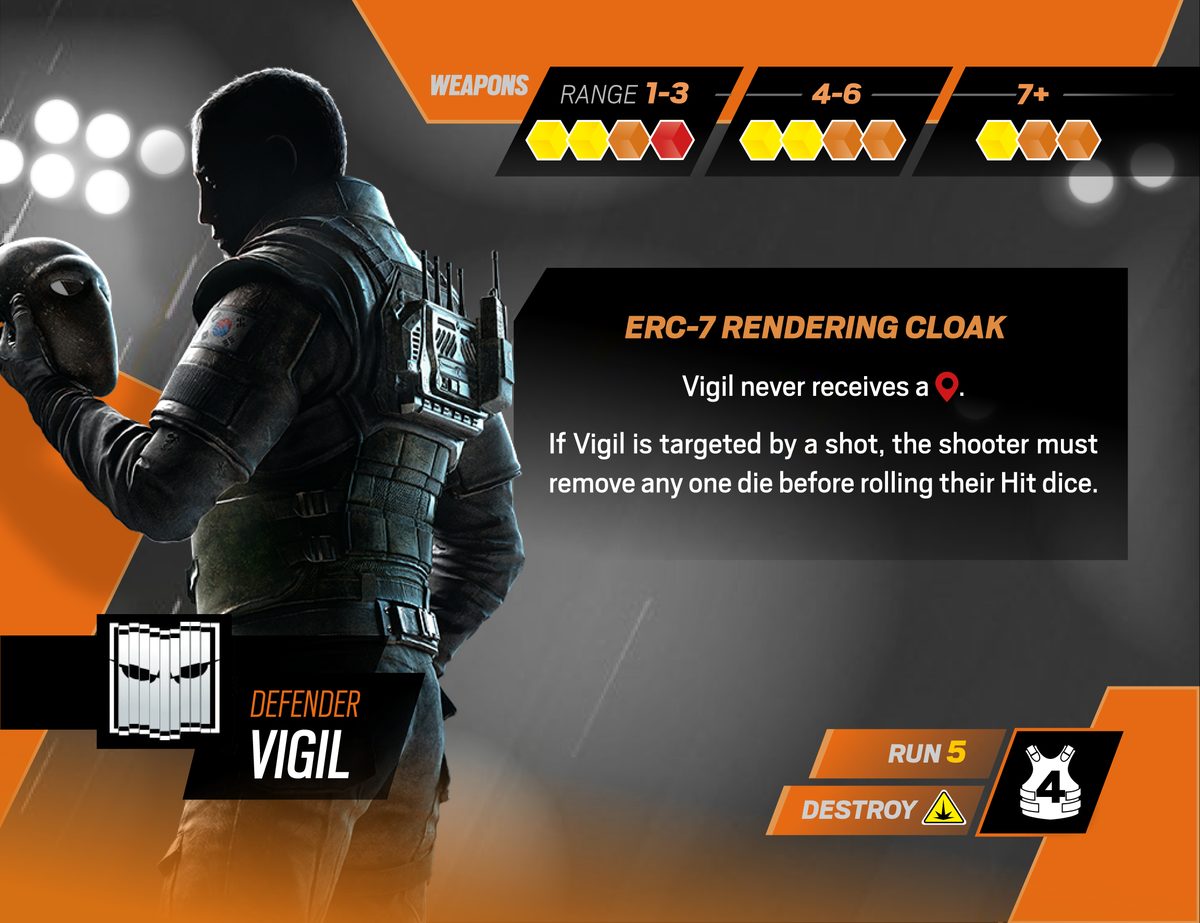 WEAPONS
RANGE 1-3
4-6
7+
ERC-7 RENDERING CLOAK
Vigil never receives a .
If Vigil is targeted by a shot, the shooter must
remove any one die before rolling their Hit dice.
DEFENDER
VIGIL
RUN 5
DESTROY
4